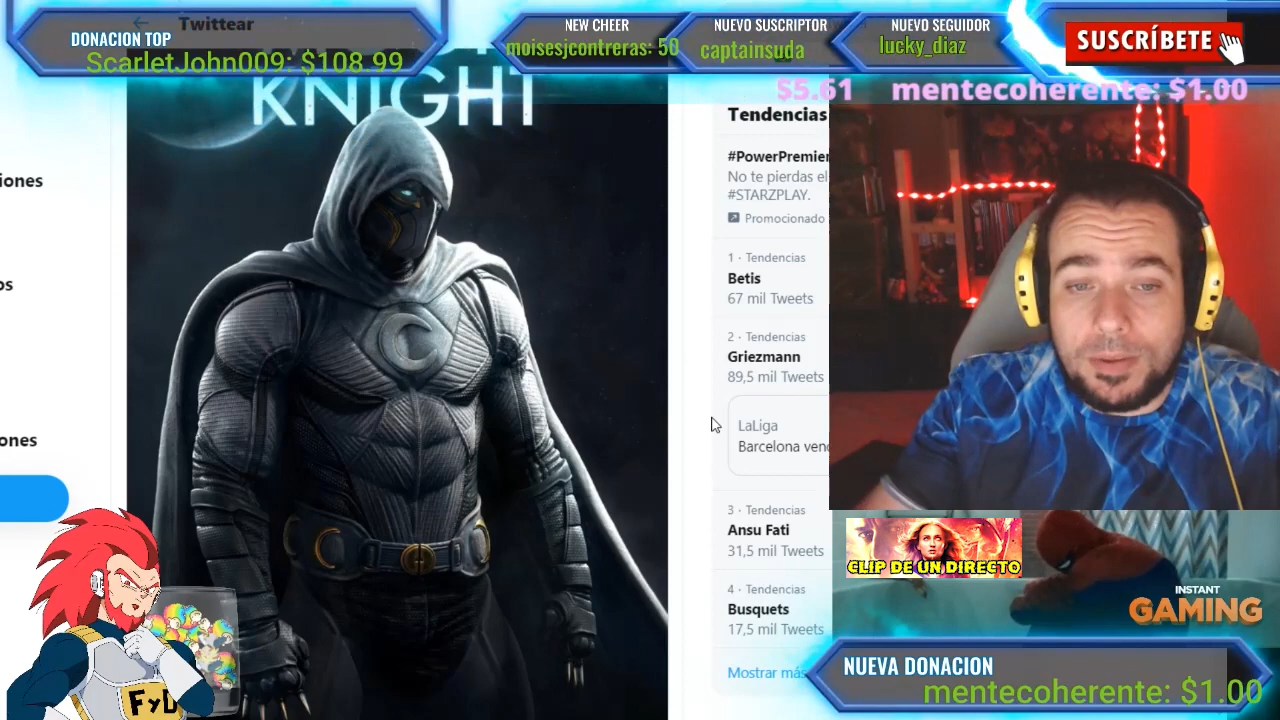 Twittear
DONACION TOP
ScarletJohn009: $108.99
NEW CHEER
moisesjcontreras: 50
NUEVO SUSCRIPTOR
captainsuda
NUEVO SEGUIDOR
lucky_diaz
SUSCRÍBETE
$5.61 mentecoherente: $1.00
KNIGHT
iones
os
ones
Tendencias
#PowerPremier
No te pierdas el
#STARZPLAY.
Promocionado
1 · Tendencias
Betis
67 mil Tweets
2 · Tendencias
Griezmann
89,5 mil Tweets
LaLiga
Barcelona venc
3 · Tendencias
Ansu Fati
31,5 mil Tweets
4 · Tendencias
Busquets
17,5 mil Tweets
Mostrar más
CLIP DE UN DIRECTO
INSTANT
GAMING
NUEVA DONACION
mentecoherente: $1.00
FyD